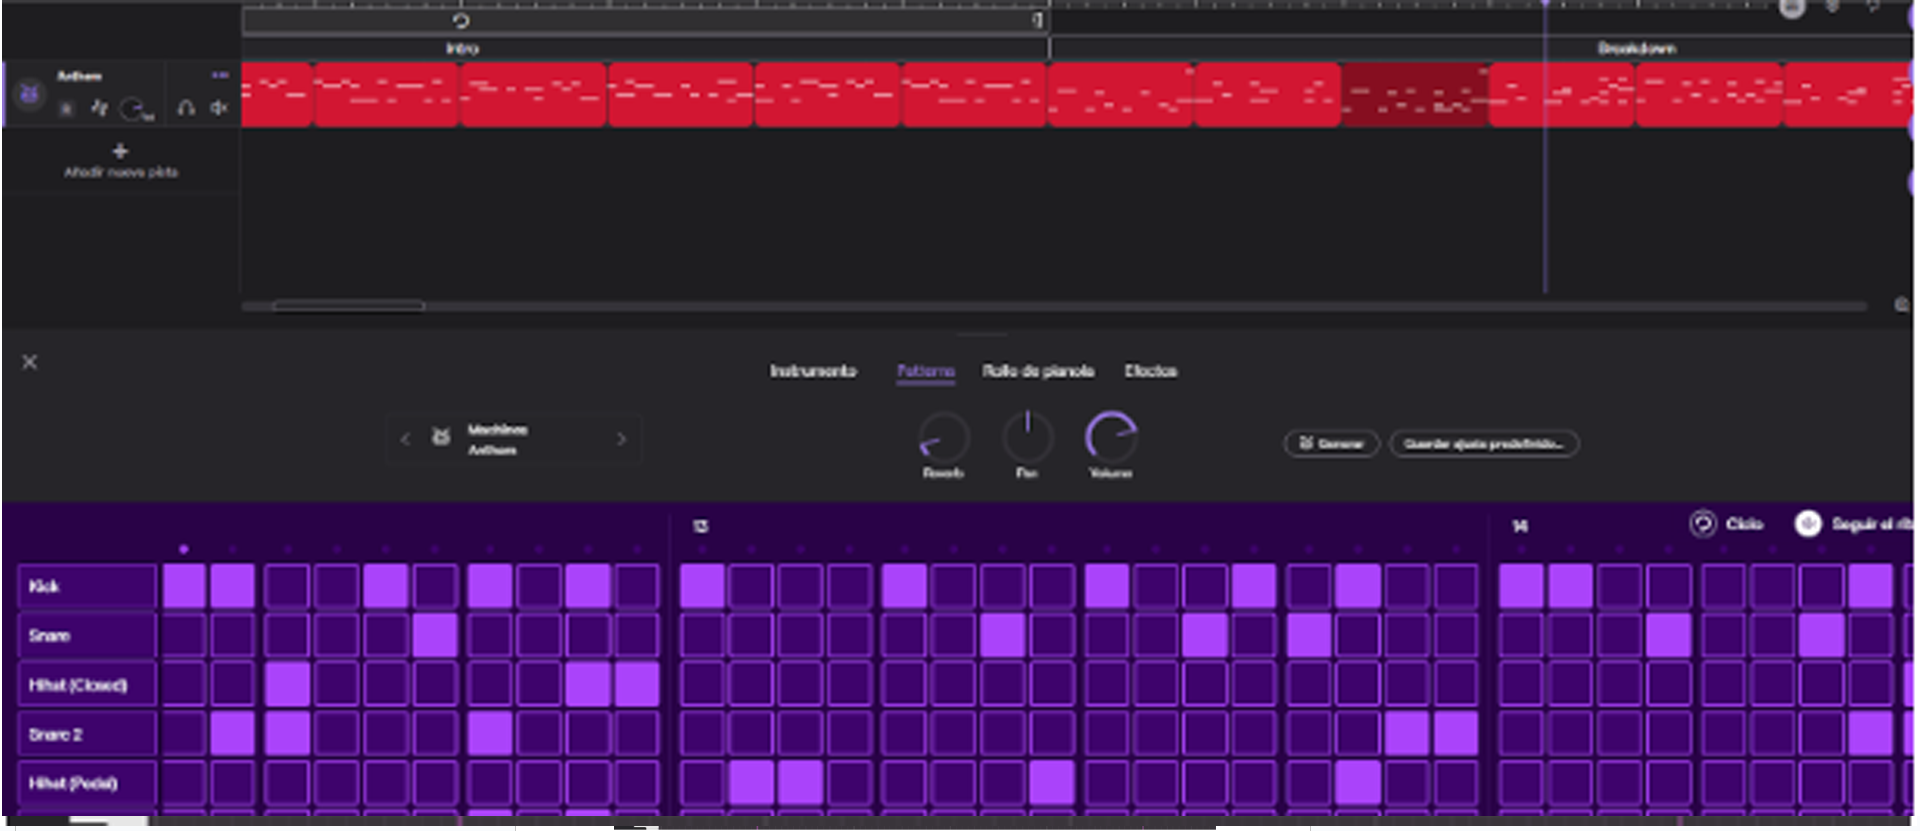 Intro
Breakdown
Anthem
Añadir nueva pista
Instrumento
Patterns
Rollo de pianola
Efectos
Machines
Anthem
Reverb
Pan
Volume
Generar
Guardar ajuste predefinido...
13
14
Ciclo
Seguir el rit
Kick
Snare
Hihat (Closed)
Snare 2
Hihat (Pedal)